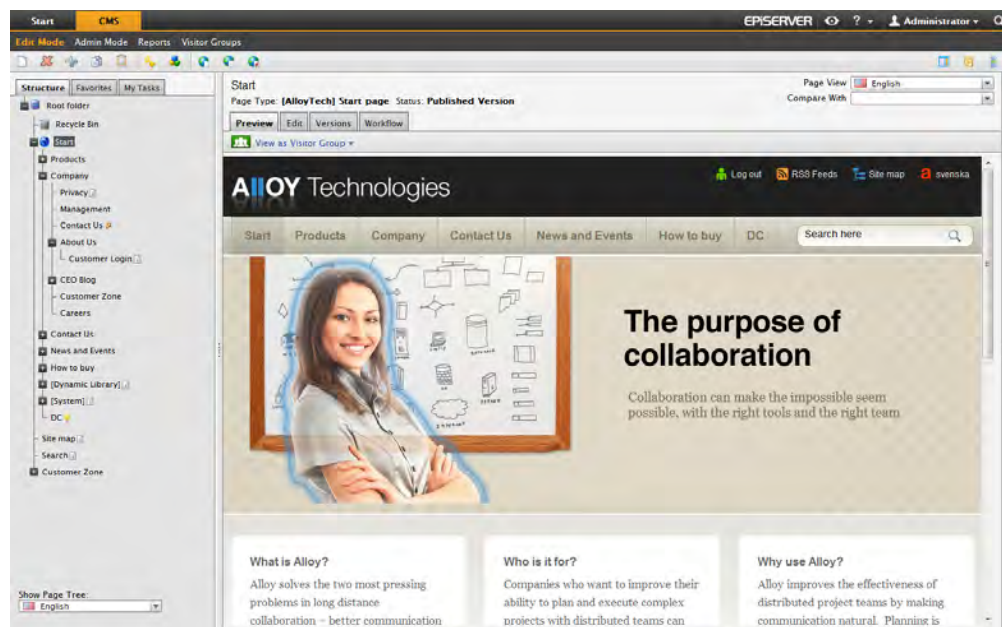 Start CMS EPiSERVER ? Administrator
Edit Mode Admin Mode Reports Visitor Groups
Structure Favorites My Tasks
Root folder
Recycle Bin
Start
Products
Company
Privacy
Management
Contact Us
About Us
Customer Login
CEO Blog
Customer Zone
Careers
Contact Us
News and Events
How to buy
[Dynamic Library]
[System]
DC
Site map
Search
Customer Zone
Show Page Tree:
English
Start
Page Type: [AlloyTech] Start page Status: Published Version
Page View English
Compare With
Preview Edit Versions Workflow
View as Visitor Group
ALLOY Technologies
Log out RSS Feeds Site map svenska
Start Products Company Contact Us News and Events How to buy DC Search here
The purpose of
collaboration
Collaboration can make the impossible seem
possible, with the right tools and the right team
What is Alloy?
Alloy solves the two most pressing
problems in long distance
collaboration – better communication
Who is it for?
Companies who want to improve their
ability to plan and execute complex
projects with distributed teams can
Why use Alloy?
Alloy improves the effectiveness of
distributed project teams by making
communication natural. Planning is